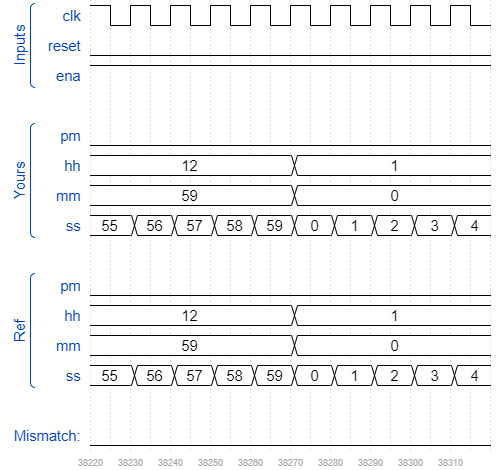 Inputs
clk
reset
ena
Yours
pm
hh 12 1
mm 59 0
ss 55 56 57 58 59 0 1 2 3 4
Ref
pm
hh 12 1
mm 59 0
ss 55 56 57 58 59 0 1 2 3 4
Mismatch:
38220 38230 38240 38250 38260 38270 38280 38290 38300 38310